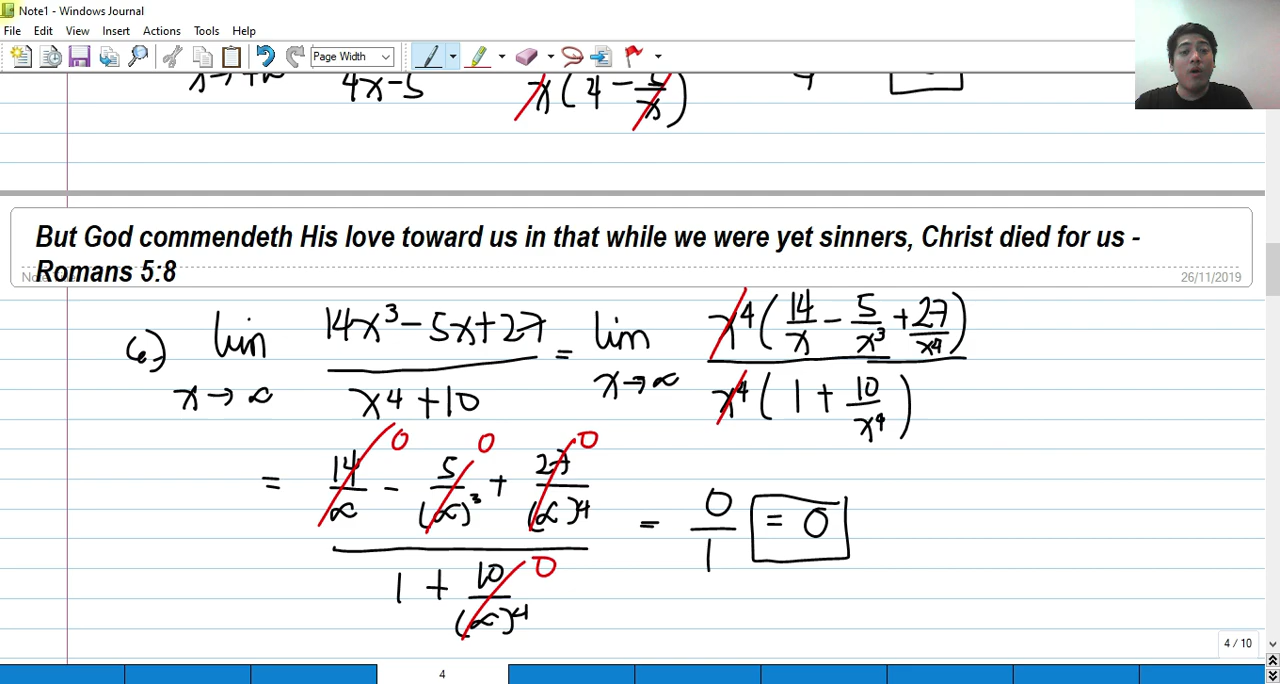 Note1 - Windows Journal
File Edit View Insert Actions Tools Help
Page Width
x→+∞ 4x-5 x(4 - 5/x) 4
But God commendeth His love toward us in that while we were yet sinners, Christ died for us -
Romans 5:8
26/11/2019
6.) lim x→∞ (14x³-5x+27)/(x⁴+10) = lim x→∞ x⁴(14/x - 5/x³ + 27/x⁴)/x⁴(1 + 10/x⁴)
= (14/∞ - 5/(∞)³ + 27/(∞)⁴)/(1 + 10/(∞)⁴) = 0/1 = 0
0 0 0
0
4 / 10
4